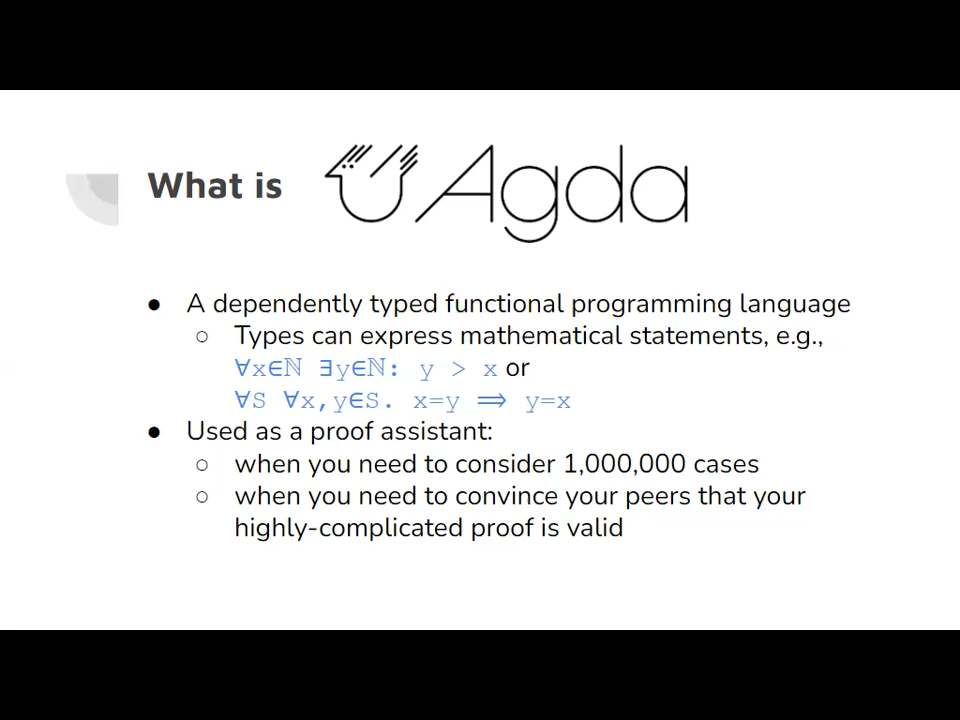 What is Agda
● A dependently typed functional programming language
○ Types can express mathematical statements, e.g.,
∀x∈ℕ ∃y∈ℕ: y > x or
∀S ∀x,y∈S. x=y ⟹ y=x
● Used as a proof assistant:
○ when you need to consider 1,000,000 cases
○ when you need to convince your peers that your
highly-complicated proof is valid